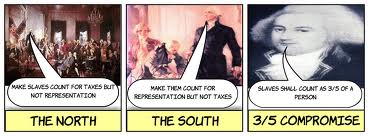 MAKE SLAVES COUNT FOR TAXES BUT
NOT REPRESENTATION
THE NORTH
MAKE THEM COUNT FOR
REPRESENTATION BUT NOT TAXES
THE SOUTH
SLAVES SHALL COUNT AS 3/5 OF A
PERSON
3/5 COMPROMISE